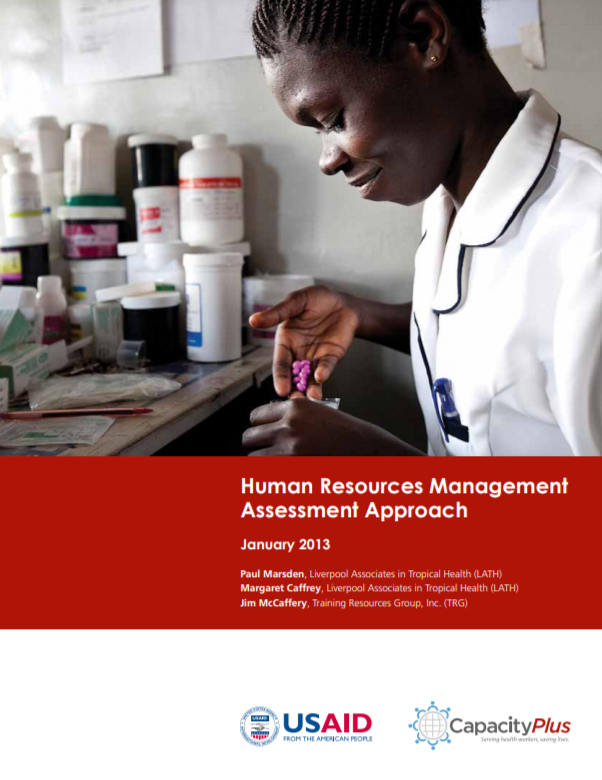 Human Resources Management
Assessment Approach
January 2013
Paul Marsden, Liverpool Associates in Tropical Health (LATH)
Margaret Caffrey, Liverpool Associates in Tropical Health (LATH)
Jim McCaffery, Training Resources Group, Inc. (TRG)
USAID
FROM THE AMERICAN PEOPLE
CapacityPlus
Serving health workers, saving lives.